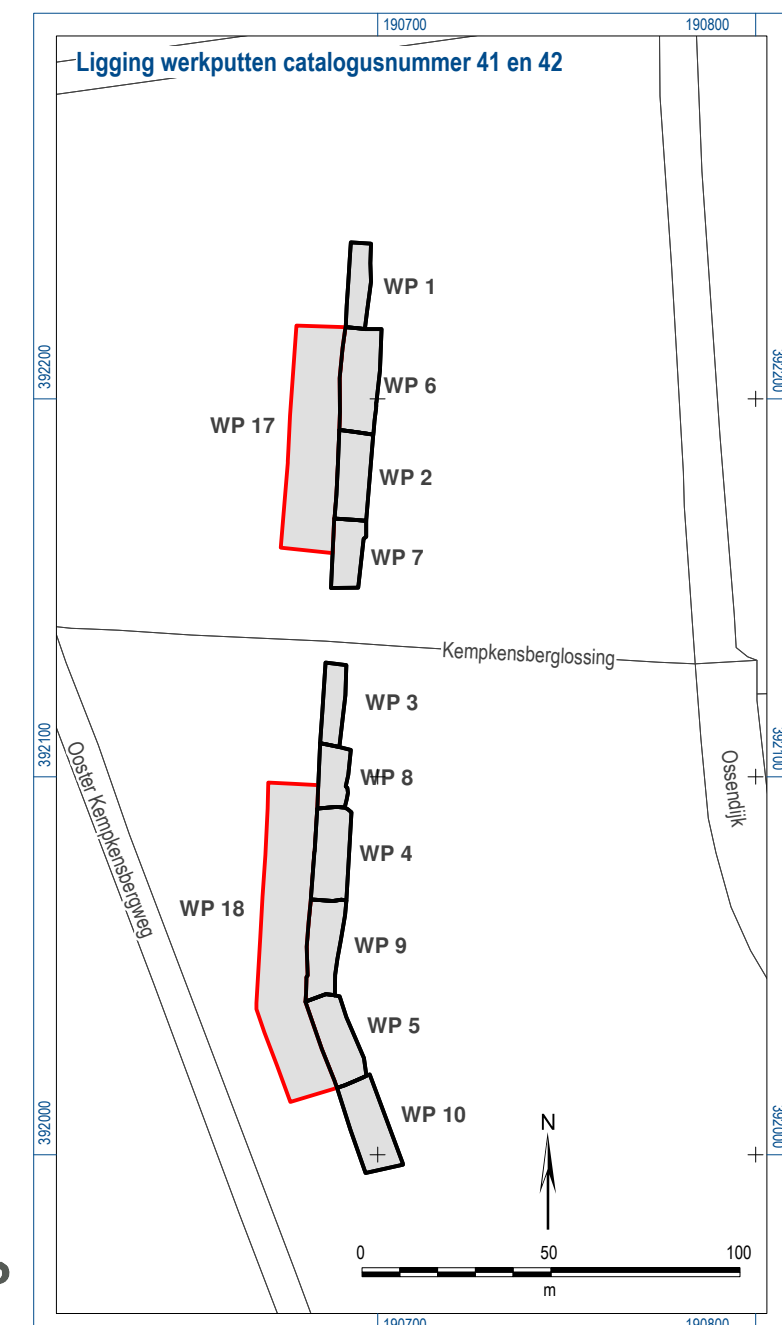 190700
190800
Ligging werkputten catalogusnummer 41 en 42
WP 1
392200
392200
WP 6
WP 17
WP 2
WP 7
Kempkensberglossing
WP 3
392100
392100
Ooster Kempkensbergweg
WP 8
Ossendijk
WP 4
WP 18
WP 9
WP 5
WP 10
392000
392000
N
0
50
100
m
190700
190800